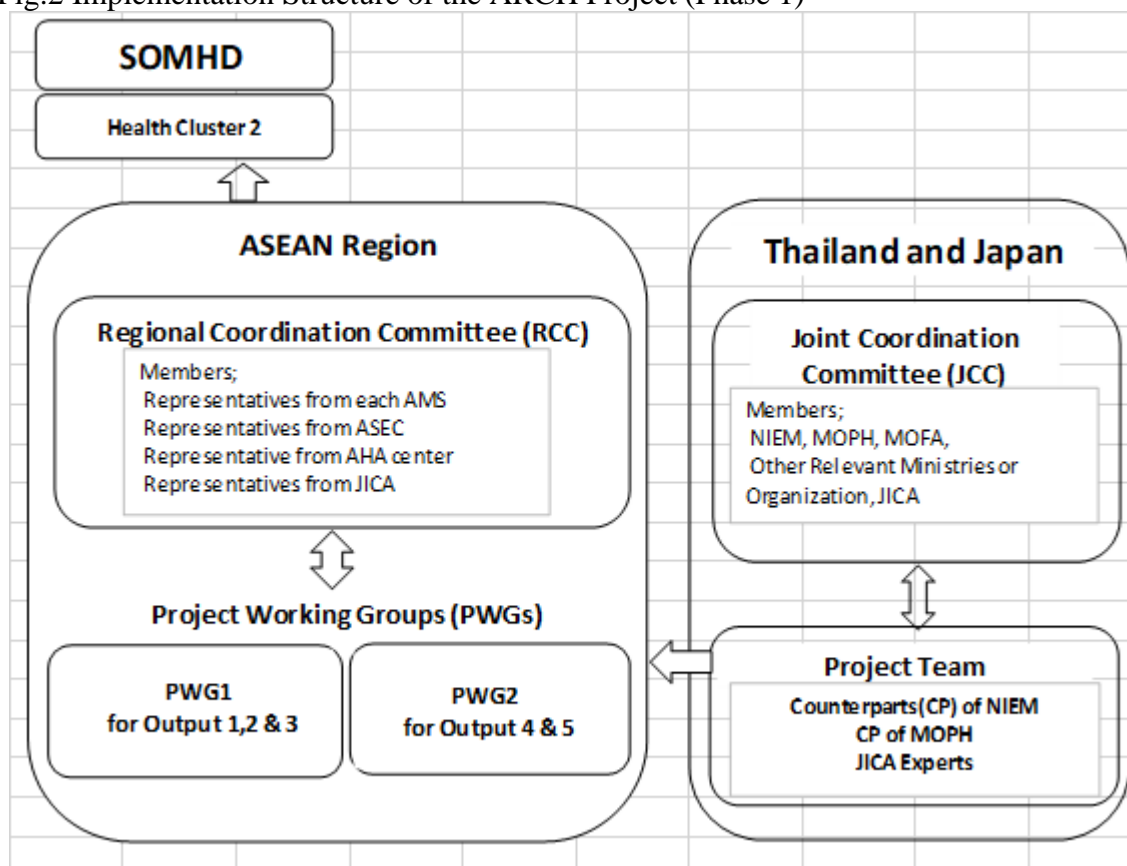 Fig.2 Implementation Structure of the ARCH Project (Phase 1)
SOMHD
Health Cluster 2
ASEAN Region
Regional Coordination Committee (RCC)
Members;
Representatives from each AMS
Representatives from ASEC
Representative from AHA center
Representatives from JICA
Project Working Groups (PWGs)
PWG1
for Output 1,2 & 3
PWG2
for Output 4 & 5
Thailand and Japan
Joint Coordination
Committee (JCC)
Members;
NIEM, MOPH, MOFA,
Other Relevant Ministries or
Organization, JICA
Project Team
Counterparts(CP) of NIEM
CP of MOPH
JICA Experts